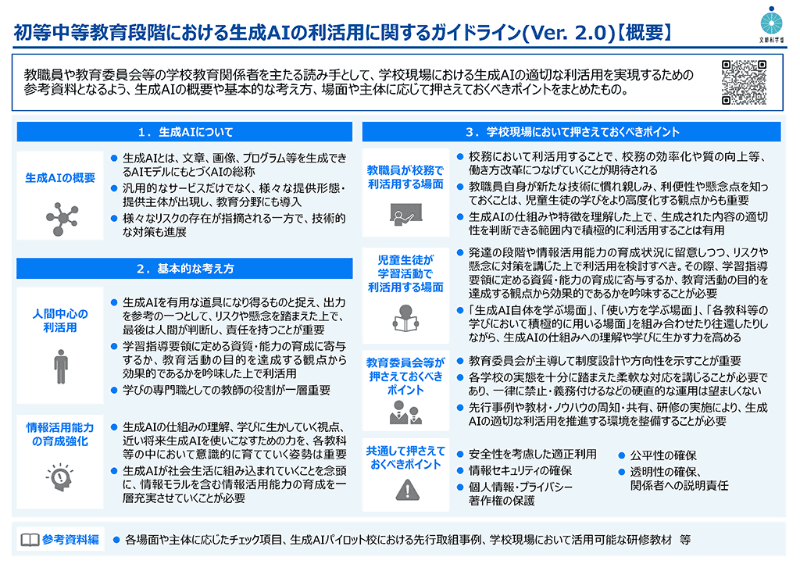 初等中等教育段階における生成AIの利活用に関するガイドライン(Ver. 2.0)【概要】
文部科学省
教職員や教育委員会等の学校教育関係者を主たる読み手として、学校現場における生成AIの適切な利活用を実現するための
参考資料となるよう、生成AIの概要や基本的な考え方、場面や主体に応じて押さえておくべきポイントをまとめたもの。
1．生成AIについて
生成AIの概要
● 生成AIとは、文章、画像、プログラム等を生成でき
るAIモデルにもとづくAIの総称
● 汎用的なサービスだけでなく、様々な提供形態・
提供主体が出現し、教育分野にも導入
● 様々なリスクの存在が指摘される一方で、技術的
な対策も進展
2．基本的な考え方
人間中心の
利活用
● 生成AIを有用な道具になり得るものと捉え、出力
を参考の一つとして、リスクや懸念を踏まえた上で、
最後は人間が判断し、責任を持つことが重要
● 学習指導要領に定める資質・能力の育成に寄与
するか、教育活動の目的を達成する観点から
効果的であるかを吟味した上で利活用
● 学びの専門職としての教師の役割が一層重要
情報活用能力
の育成強化
● 生成AIの仕組みの理解、学びに生かしていく視点、
近い将来生成AIを使いこなすための力を、各教科
等の中において意識的に育てていく姿勢は重要
● 生成AIが社会生活に組み込まれていくことを念頭
に、情報モラルを含む情報活用能力の育成を一
層充実させていくことが必要
3．学校現場において押さえておくべきポイント
教職員が校務で
利活用する場面
● 校務において利活用することで、校務の効率化や質の向上等、
働き方改革につなげていくことが期待される
● 教職員自身が新たな技術に慣れ親しみ、利便性や懸念点を知っ
ておくことは、児童生徒の学びをより高度化する観点からも重要
● 生成AIの仕組みや特徴を理解した上で、生成された内容の適切
性を判断できる範囲内で積極的に利活用することは有用
児童生徒が
学習活動で
利活用する場面
● 発達の段階や情報活用能力の育成状況に留意しつつ、リスクや
懸念に対策を講じた上で利活用を検討すべき。その際、学習指導
要領に定める資質・能力の育成に寄与するか、教育活動の目的を
達成する観点から効果的であるかを吟味することが必要
● 「生成AI自体を学ぶ場面」、「使い方を学ぶ場面」、「各教科等の
学びにおいて積極的に用いる場面」を組み合わせたり往還したりし
ながら、生成AIの仕組みへの理解や学びに生かす力を高める
教育委員会等が
押さえておくべき
ポイント
● 教育委員会が主導して制度設計や方向性を示すことが重要
● 各学校の実態を十分に踏まえた柔軟な対応を講じることが必要で
あり、一律に禁止・義務付けるなどの硬直的な運用は望ましくない
● 先行事例や教材・ノウハウの周知・共有、研修の実施により、生成
AIの適切な利活用を推進する環境を整備することが必要
共通して押さえて
おくべきポイント
● 安全性を考慮した適正利用
● 情報セキュリティの確保
● 個人情報・プライバシー
著作権の保護
● 公平性の確保
● 透明性の確保、
関係者への説明責任
参考資料編
● 各場面や主体に応じたチェック項目、生成AIパイロット校における先行取組事例、学校現場において活用可能な研修教材 等